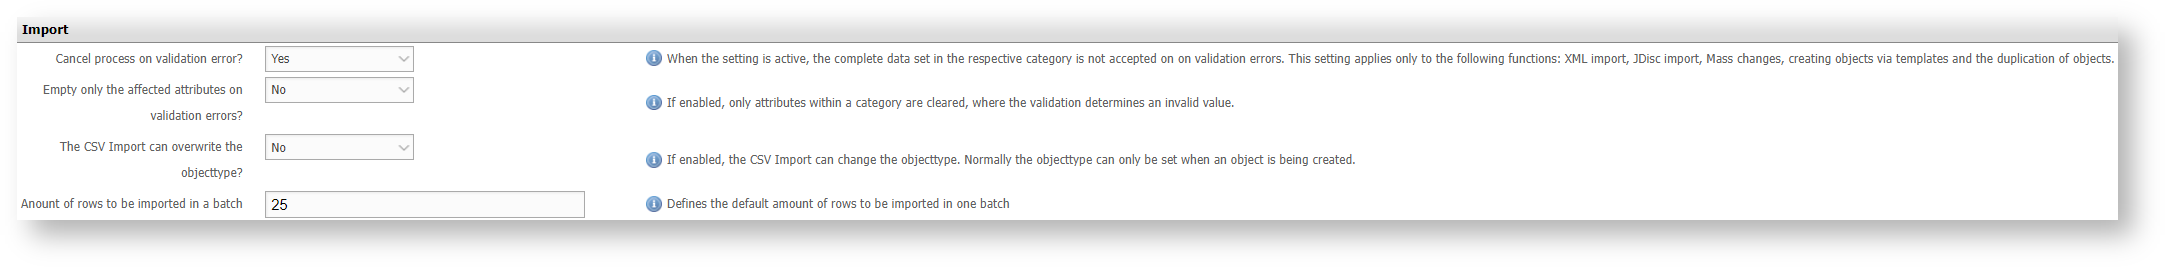 Import
Cancel process on validation error? Yes When the setting is active, the complete data set in the respective category is not accepted on on validation errors. This setting applies only to the following functions: XML import, JDisc import, Mass changes, creating objects via templates and the duplication of objects.
Empty only the affected attributes on
validation errors? No If enabled, only attributes within a category are cleared, where the validation determines an invalid value.
The CSV Import can overwrite the
objecttype? No If enabled, the CSV Import can change the objecttype. Normally the objecttype can only be set when an object is being created.
Anount of rows to be imported in a batch 25 Defines the default amount of rows to be imported in one batch